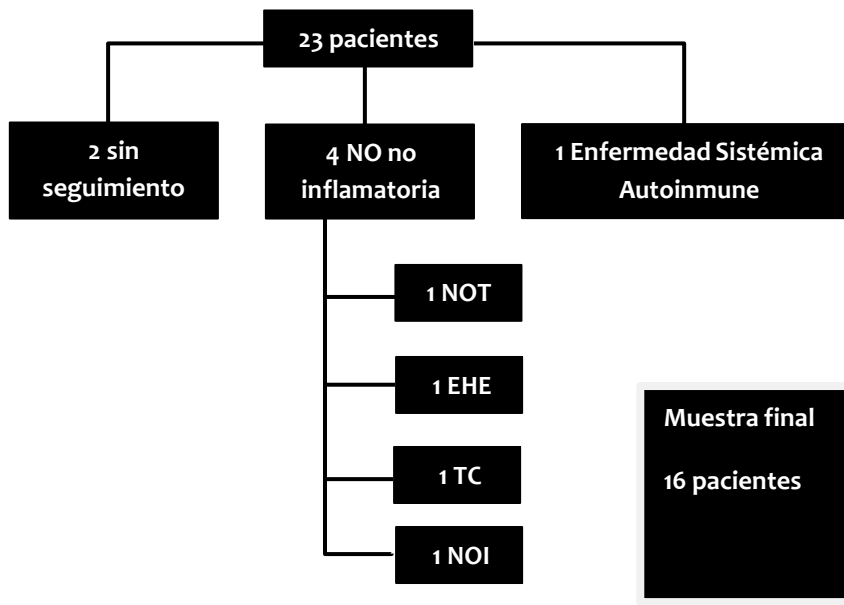 23 pacientes
2 sin
seguimiento
4 NO no
inflamatoria
1 Enfermedad Sistémica
Autoinmune
1 NOT
1 EHE
1 TC
1 NOI
Muestra final
16 pacientes